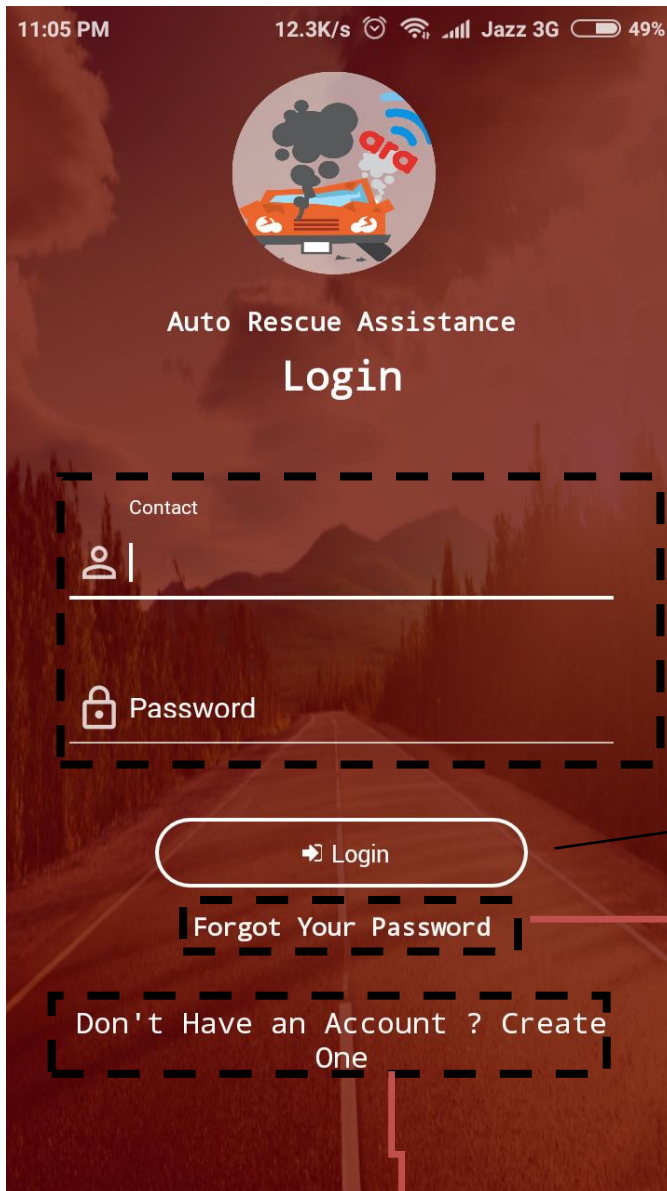 11:05 PM 12.3K/s Jazz 3G 49%
ara
Auto Rescue Assistance
Login
Contact
Password
Login
Forgot Your Password
Don't Have an Account ? Create
One